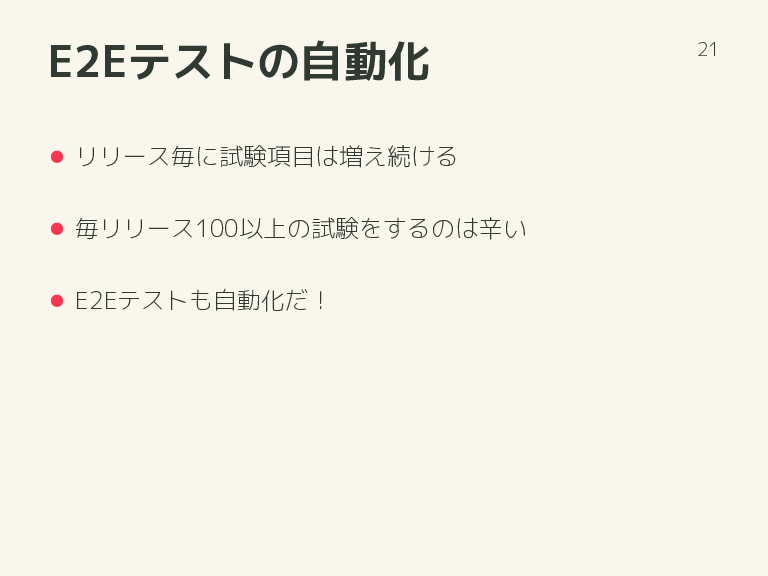 E2Eテストの自動化
21
リリース毎に試験項目は増え続ける
毎リリース100以上の試験をするのは辛い
E2Eテストも自動化だ！